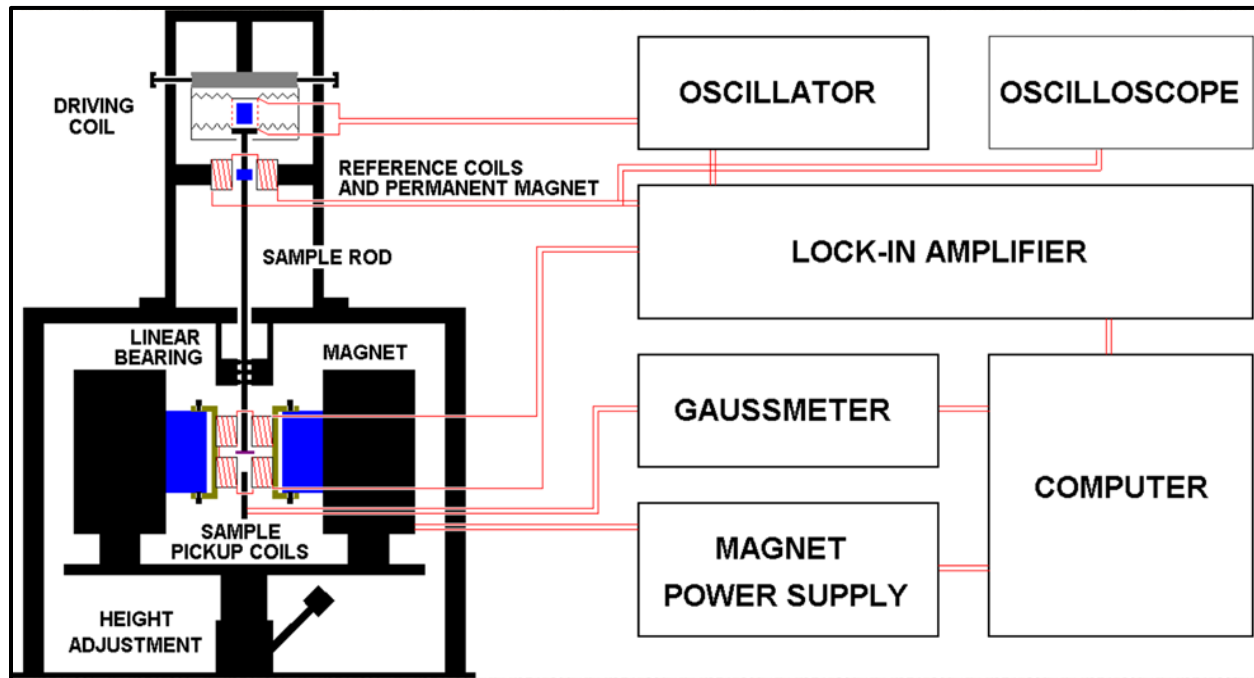 DRIVING
COIL
REFERENCE COILS
AND PERMANENT MAGNET
SAMPLE ROD
LINEAR
BEARING
MAGNET
SAMPLE
PICKUP COILS
HEIGHT
ADJUSTMENT
OSCILLATOR
OSCILLOSCOPE
LOCK-IN AMPLIFIER
GAUSSMETER
COMPUTER
MAGNET
POWER SUPPLY